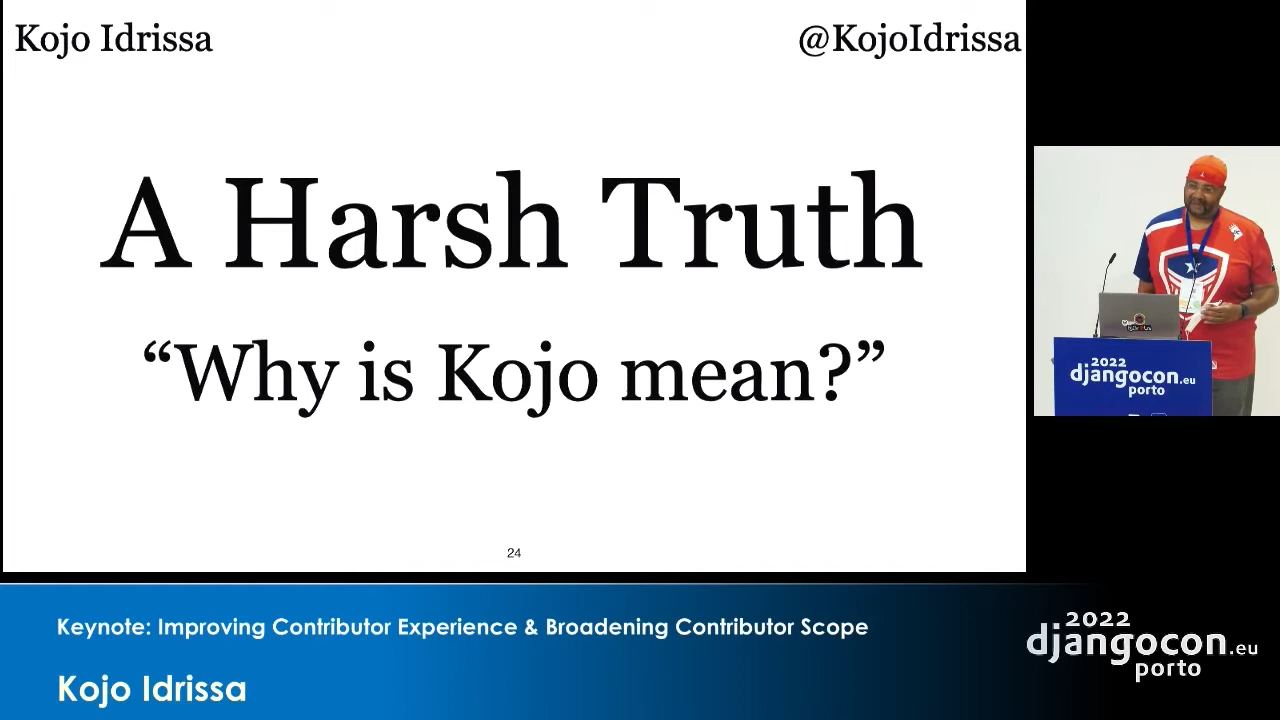 Kojo Idrissa
@KojoIdrissa
A Harsh Truth
“Why is Kojo mean?”
24
2022
djangocon.eu
porto
Keynote: Improving Contributor Experience & Broadening Contributor Scope
Kojo Idrissa
2022
djangocon.eu
porto